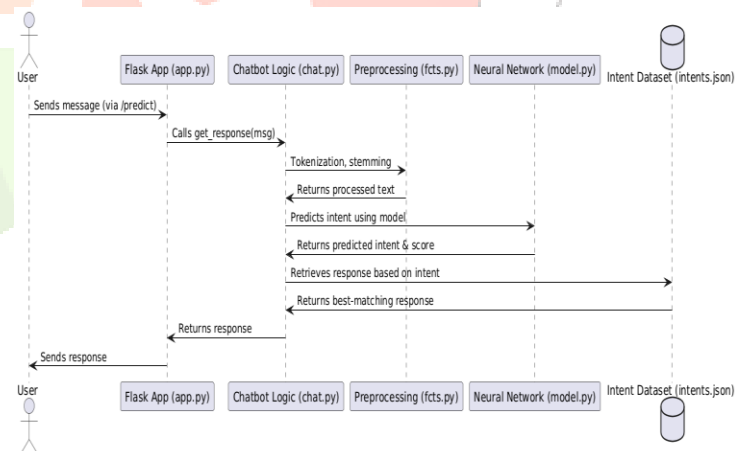 User
Flask App (app.py)
Chatbot Logic (chat.py)
Preprocessing (fcts.py)
Neural Network (model.py)
Intent Dataset (intents.json)
Sends message (via /predict)
Calls get_response(msg)
Tokenization, stemming
Returns processed text
Predicts intent using model
Returns predicted intent & score
Retrieves response based on intent
Returns best-matching response
Returns response
Sends response
User
Flask App (app.py)
Chatbot Logic (chat.py)
Preprocessing (fcts.py)
Neural Network (model.py)
Intent Dataset (intents.json)